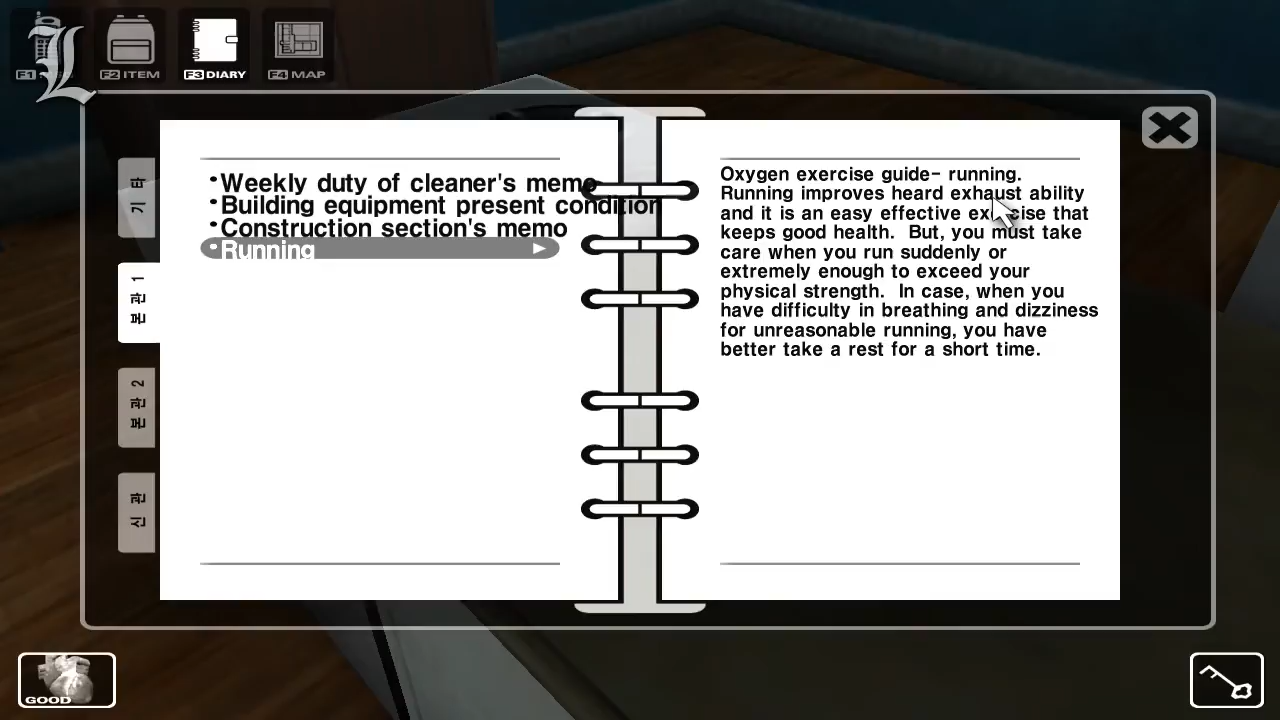 L
F1
F2 ITEM
F3 DIARY
F4 MAP
기 타
본관 1
본관 2
신 관
•Weekly duty of cleaner's memo
•Building equipment present condition
•Construction section's memo
•Running
Oxygen exercise guide- running.
Running improves heard exhaust ability
and it is an easy effective exercise that
keeps good health. But, you must take
care when you run suddenly or
extremely enough to exceed your
physical strength. In case, when you
have difficulty in breathing and dizziness
for unreasonable running, you have
better take a rest for a short time.
GOOD